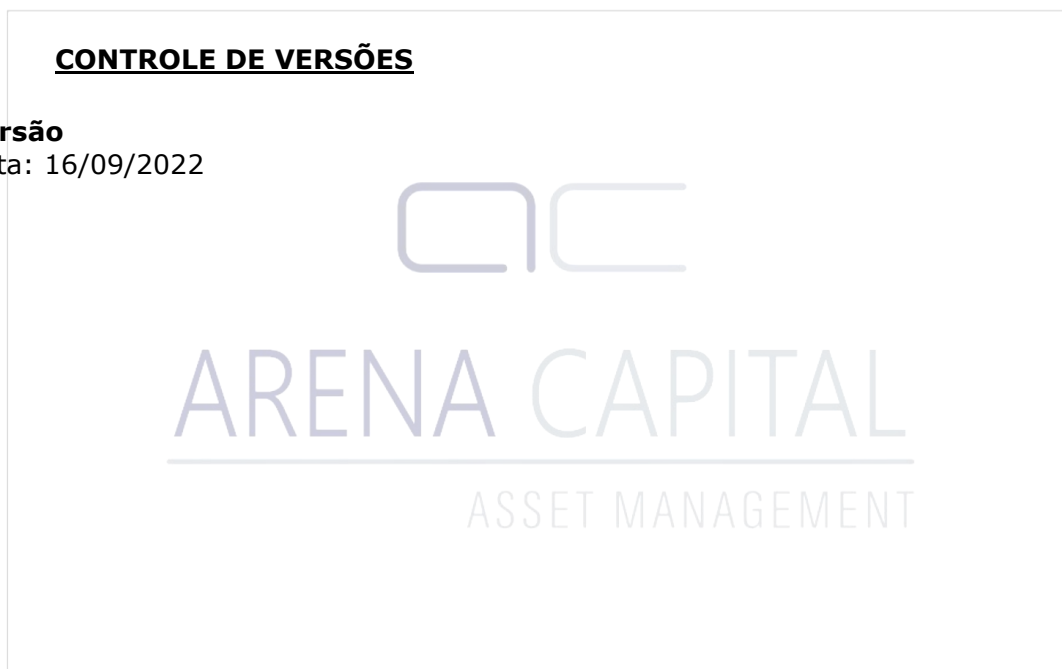 CONTROLE DE VERSÕES
rsão
ta: 16/09/2022
ARENA CAPITAL
ASSET MANAGEMENT